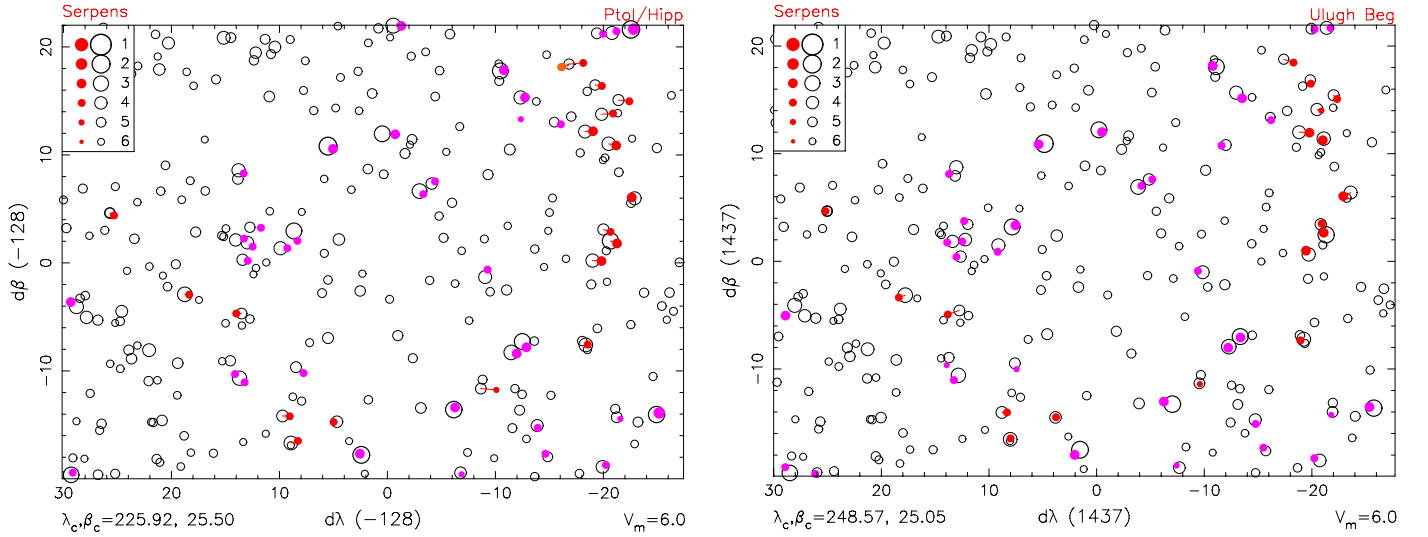 Serpens Ptol/Hipp
1
2
3
4
5
6
20
10
0
−10
dβ (−128)
30 20 10 0 −10 −20
λc,βc=225.92, 25.50 dλ (−128) Vm=6.0
Serpens Ulugh Beg
1
2
3
4
5
6
20
10
0
−10
dβ (1437)
30 20 10 0 −10 −20
λc,βc=248.57, 25.05 dλ (1437) Vm=6.0